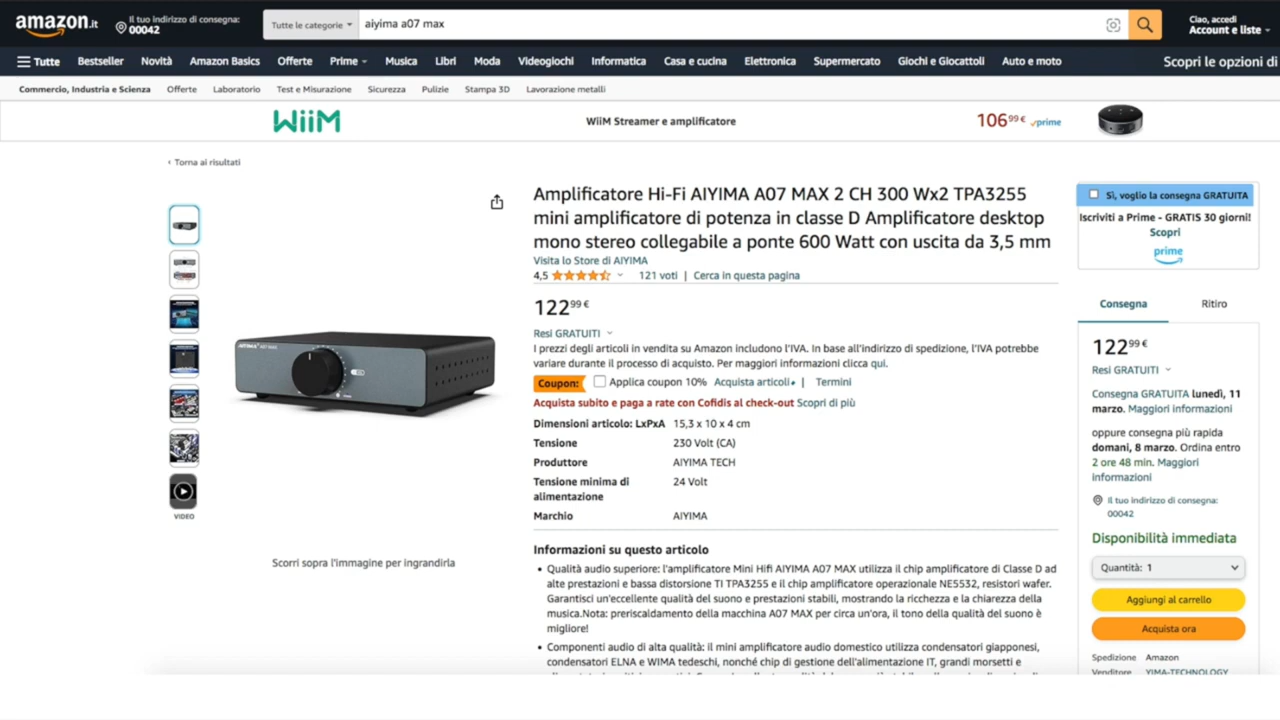 amazon.it
Il tuo indirizzo di consegna:
00042
Tutte le categorie
aiyima a07 max
Ciao, accedi
Account e liste
Tutte
Bestseller
Novità
Amazon Basics
Offerte
Prime
Musica
Libri
Moda
Videogiochi
Informatica
Casa e cucina
Elettronica
Supermercato
Giochi e Giocattoli
Auto e moto
Scopri le opzioni di
Commercio, Industria e Scienza
Offerte
Laboratorio
Test e Misurazione
Sicurezza
Pulizie
Stampa 3D
Lavorazione metalli
WiiM
WiiM Streamer e amplificatore
106,99 € prime
‹ Torna ai risultati
Amplificatore Hi-Fi AIYIMA A07 MAX 2 CH 300 Wx2 TPA3255
mini amplificatore di potenza in classe D Amplificatore desktop
mono stereo collegabile a ponte 600 Watt con uscita da 3,5 mm
Visita lo Store di AIYIMA
4,5
121 voti | Cerca in questa pagina
122 99 €
Resi GRATUITI
I prezzi degli articoli in vendita su Amazon includono l'IVA. In base all'indirizzo di spedizione, l'IVA potrebbe
variare durante il processo di acquisto. Per maggiori informazioni clicca qui.
Coupon: Applica coupon 10% Acquista articoli | Termini
Acquista subito e paga a rate con Cofidis al check-out Scopri di più
Dimensioni articolo: LxPxA 15,3 x 10 x 4 cm
Tensione 230 Volt (CA)
Produttore AIYIMA TECH
Tensione minima di 24 Volt
alimentazione
Marchio AIYIMA
Informazioni su questo articolo
• Qualità audio superiore: l'amplificatore Mini Hifi AIYIMA A07 MAX utilizza il chip amplificatore di Classe D ad
alte prestazioni e bassa distorsione TI TPA3255 e il chip amplificatore operazionale NE5532, resistori wafer.
Garantisci un'eccellente qualità del suono e prestazioni stabili, mostrando la ricchezza e la chiarezza della
musica.Nota: preriscaldamento della macchina A07 MAX per circa un'ora, il tono della qualità del suono è
migliore!
• Componenti audio di alta qualità: il mini amplificatore audio domestico utilizza condensatori giapponesi,
condensatori ELNA e WIMA tedeschi, nonché chip di gestione dell'alimentazione IT, grandi morsetti e
VIDEO
Scorri sopra l'immagine per ingrandirla
Sì, voglio la consegna GRATUITA
Iscriviti a Prime - GRATIS 30 giorni!
Scopri
prime
Consegna
Ritiro
122 99 €
Resi GRATUITI
Consegna GRATUITA lunedì, 11
marzo. Maggiori informazioni
oppure consegna più rapida
domani, 8 marzo. Ordina entro
2 ore 48 min. Maggiori
informazioni
Il tuo indirizzo di consegna:
00042
Disponibilità immediata
Quantità: 1
Aggiungi al carrello
Acquista ora
Spedizione Amazon
Venditore YIMA-TECHNOLOGY